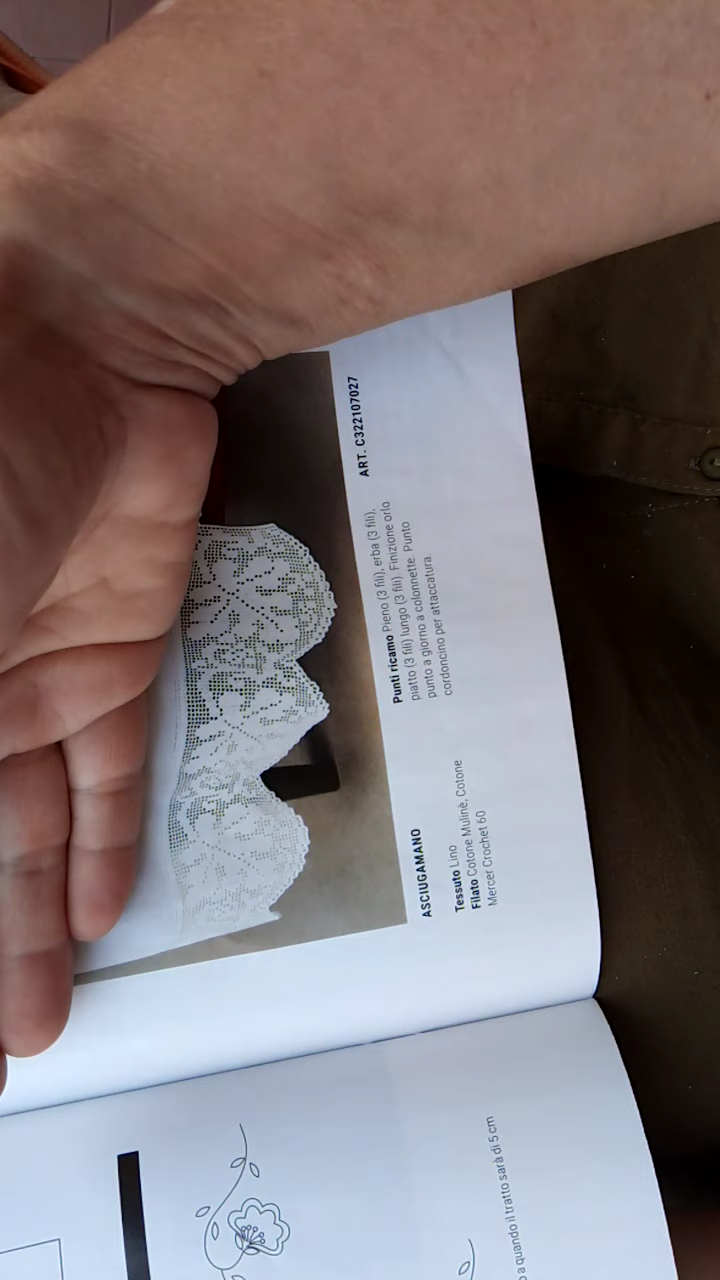 ASCIUGAMANO
ART. C322107027
Tessuto Lino
Filato Cotone Mulinè, Cotone
Mercer Crochet 60
Punti ricamo Pieno (3 fili), erba (3 fili),
piatto (3 fili) lungo (3 fili). Finizione orlo
punto a giorno a colonnette. Punto
cordoncino per attaccatura.
a quando il tratto sarà di 5 cm